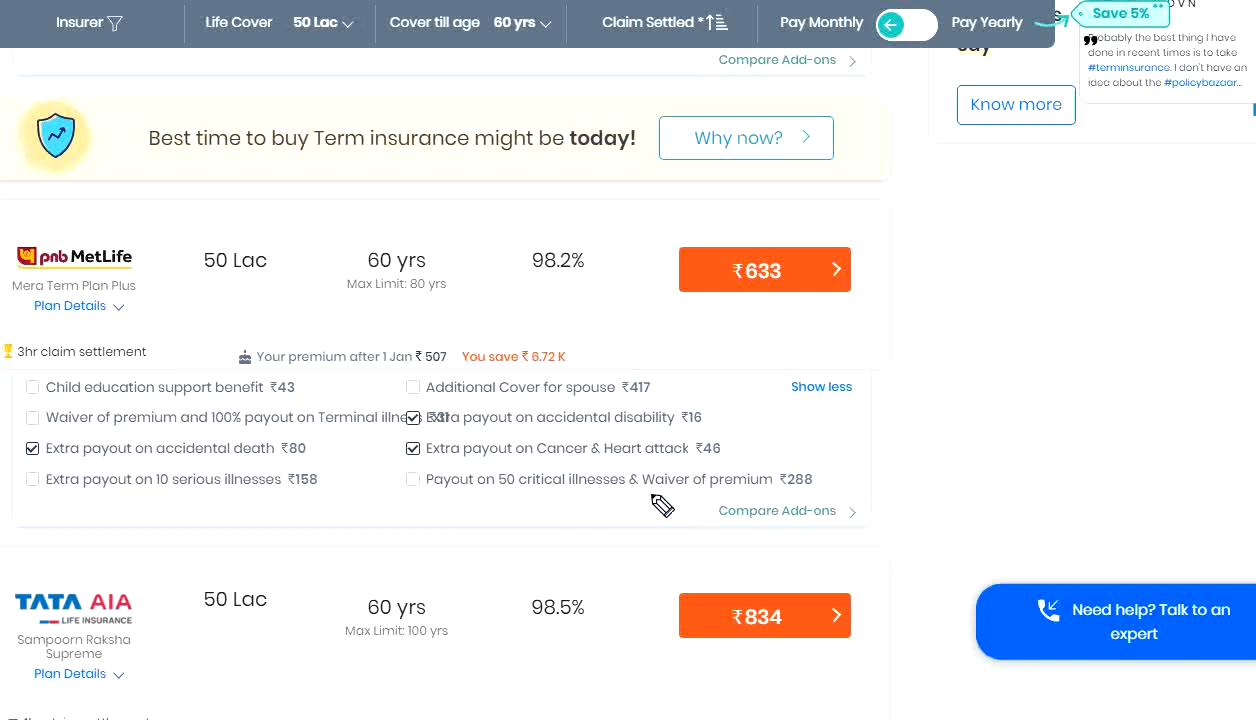 Insurer Life Cover 50 Lac Cover till age 60 yrs Claim Settled * Pay Monthly Pay Yearly Save 5% **
Probably the best thing I have
done in recent times is to take
#terminsurance. I don't have an
idea about the #policybazaar...
Know more
Compare Add-ons
Best time to buy Term insurance might be today! Why now?
pnb MetLife 50 Lac 60 yrs 98.2% ₹633
Mera Term Plan Plus Max Limit: 80 yrs
Plan Details
3hr claim settlement Your premium after 1 Jan ₹ 507 You save ₹ 6.72 K
Child education support benefit ₹43 Additional Cover for spouse ₹417 Show less
Waiver of premium and 100% payout on Terminal illness Extra payout on accidental disability ₹16
Extra payout on accidental death ₹80 Extra payout on Cancer & Heart attack ₹46
Extra payout on 10 serious illnesses ₹158 Payout on 50 critical illnesses & Waiver of premium ₹288
Compare Add-ons
TATA AIA 50 Lac 60 yrs 98.5% ₹834
LIFE INSURANCE Max Limit: 100 yrs
Sampoorn Raksha
Supreme
Plan Details
Need help? Talk to an
expert